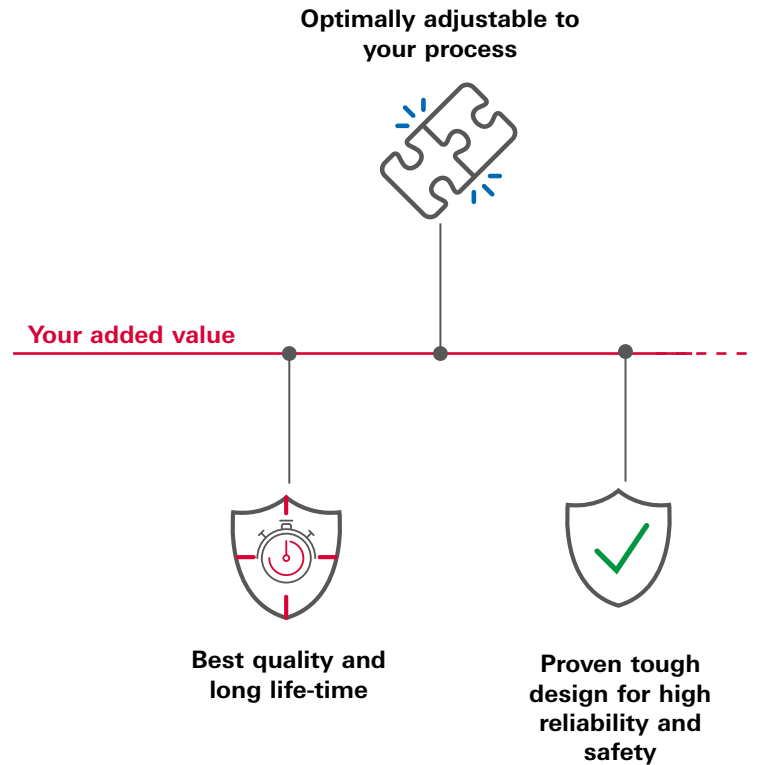 Optimally adjustable to
your process
Your added value
Best quality and
long life-time
Proven tough
design for high
reliability and
safety